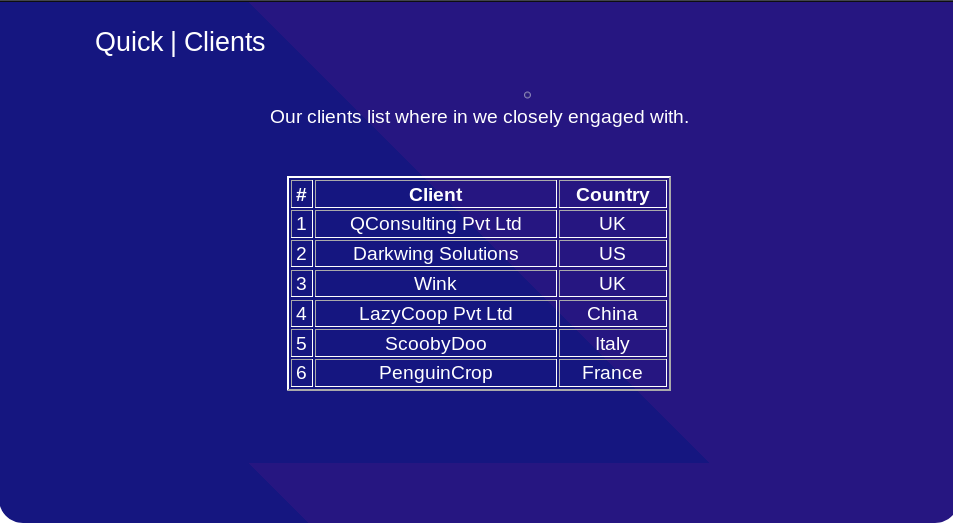 Quick | Clients
Our clients list where in we closely engaged with.
# Client Country
1 QConsulting Pvt Ltd UK
2 Darkwing Solutions US
3 Wink UK
4 LazyCoop Pvt Ltd China
5 ScoobyDoo Italy
6 PenguinCrop France